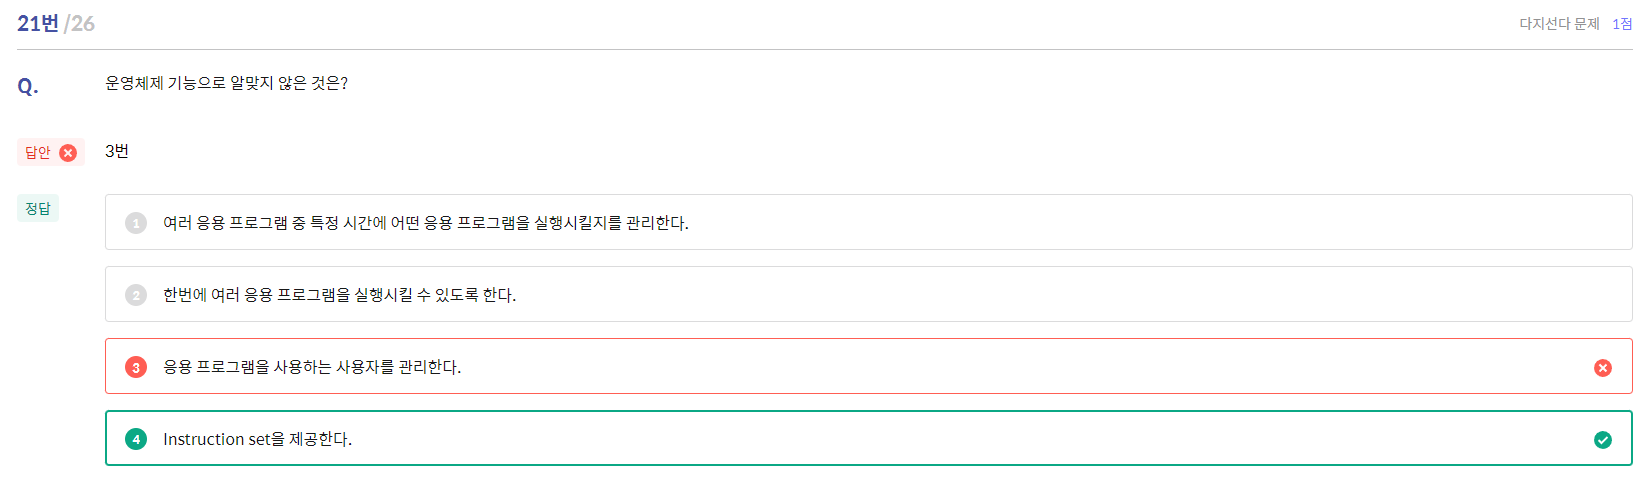 21번 /26
다지선다 문제 1점
Q. 운영체제 기능으로 알맞지 않은 것은?
답안 3번
정답
1 여러 응용 프로그램 중 특정 시간에 어떤 응용 프로그램을 실행시킬지를 관리한다.
2 한번에 여러 응용 프로그램을 실행시킬 수 있도록 한다.
3 응용 프로그램을 사용하는 사용자를 관리한다.
4 Instruction set을 제공한다.